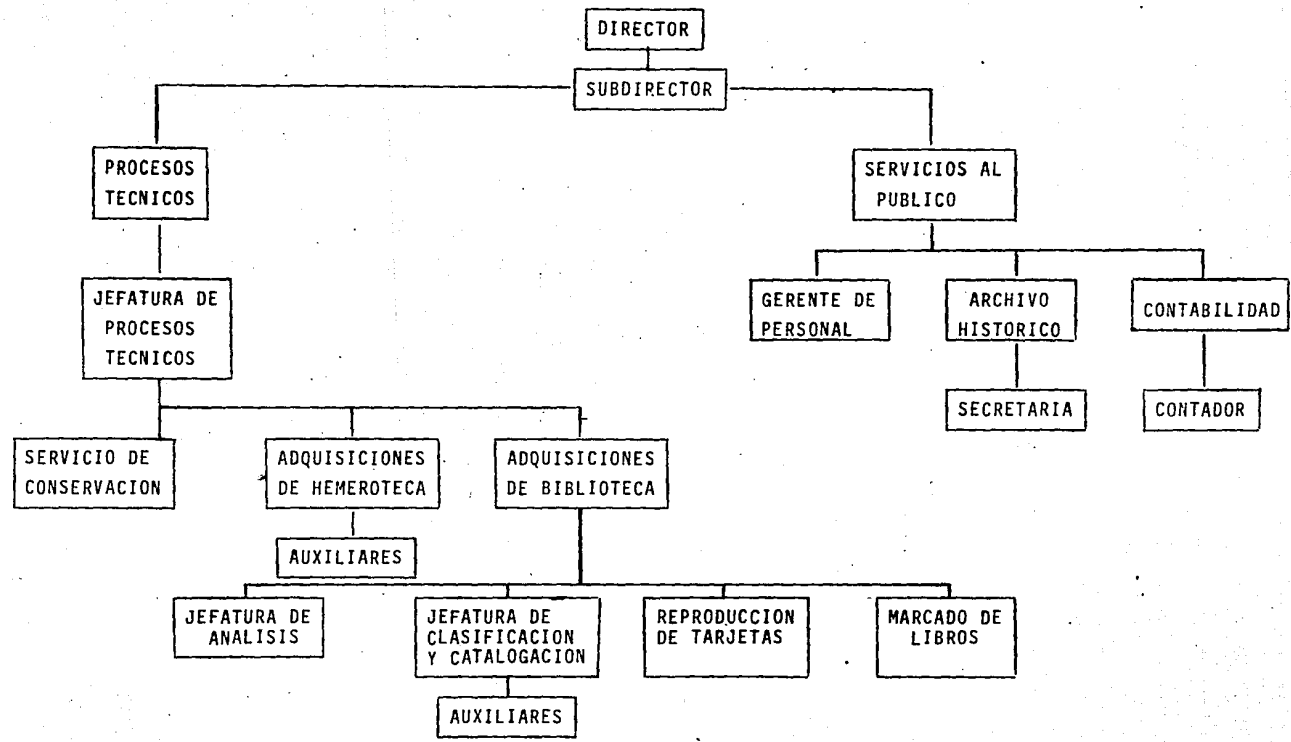 DIRECTOR
SUBDIRECTOR
PROCESOS
TECNICOS
SERVICIOS AL
PUBLICO
JEFATURA DE
PROCESOS
TECNICOS
GERENTE DE
PERSONAL
ARCHIVO
HISTORICO
CONTABILIDAD
SECRETARIA
CONTADOR
SERVICIO DE
CONSERVACION
ADQUISICIONES
DE HEMEROTECA
ADQUISICIONES
DE BIBLIOTECA
AUXILIARES
JEFATURA DE
ANALISIS
JEFATURA DE
CLASIFICACION
Y CATALOGACION
REPRODUCCION
DE TARJETAS
MARCADO DE
LIBROS
AUXILIARES